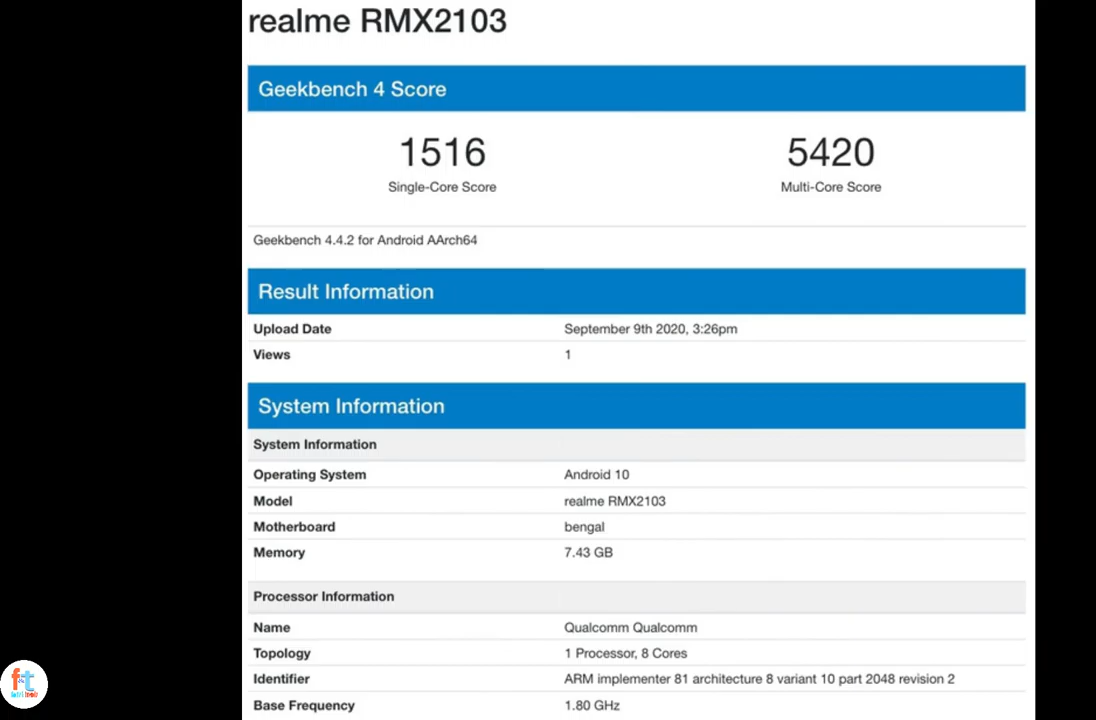 realme RMX2103
Geekbench 4 Score
1516 5420
Single-Core Score Multi-Core Score
Geekbench 4.4.2 for Android AArch64
Result Information
Upload Date September 9th 2020, 3:26pm
Views 1
System Information
System Information
Operating System Android 10
Model realme RMX2103
Motherboard bengal
Memory 7.43 GB
Processor Information
Name Qualcomm Qualcomm
Topology 1 Processor, 8 Cores
Identifier ARM implementer 81 architecture 8 variant 10 part 2048 revision 2
Base Frequency 1.80 GHz
f&t